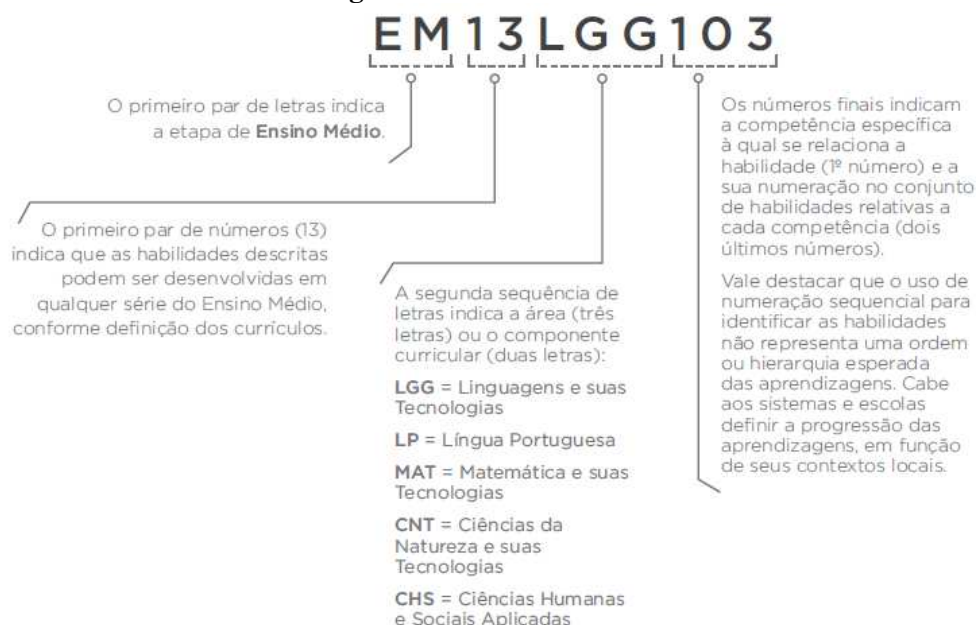 EM13LGG103
O primeiro par de letras indica
a etapa de Ensino Médio.
O primeiro par de números (13)
indica que as habilidades descritas
podem ser desenvolvidas em
qualquer série do Ensino Médio,
conforme definição dos currículos.
A segunda sequência de
letras indica a área (três
letras) ou o componente
curricular (duas letras):
LGG = Linguagens e suas
Tecnologias
LP = Língua Portuguesa
MAT = Matemática e suas
Tecnologias
CNT = Ciências da
Natureza e suas
Tecnologias
CHS = Ciências Humanas
e Sociais Aplicadas
Os números finais indicam
a competência específica
à qual se relaciona a
habilidade (1º número) e a
sua numeração no conjunto
de habilidades relativas a
cada competência (dois
últimos números).
Vale destacar que o uso de
numeração sequencial para
identificar as habilidades
não representa uma ordem
ou hierarquia esperada
das aprendizagens. Cabe
aos sistemas e escolas
definir a progressão das
aprendizagens, em função
de seus contextos locais.